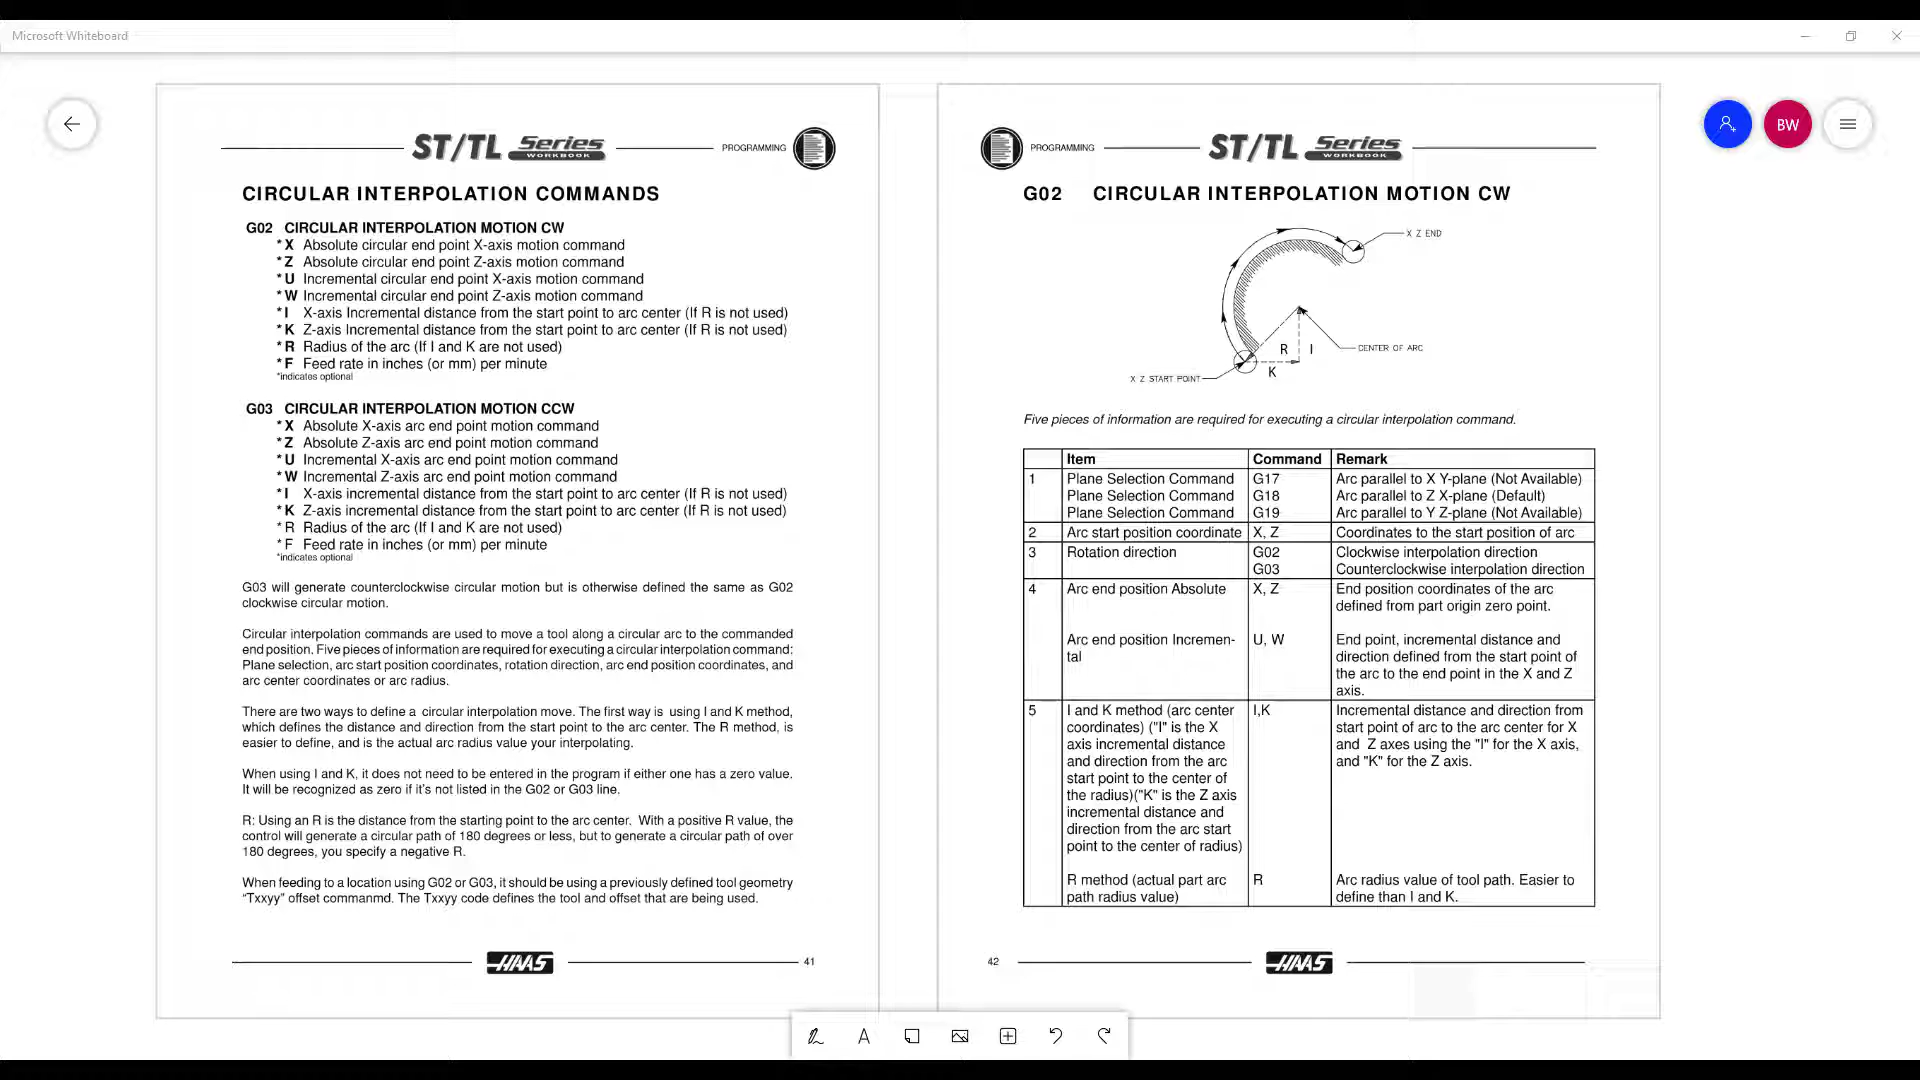 Microsoft Whiteboard
BW
ST/TL Series
WORKBOOK
PROGRAMMING
CIRCULAR INTERPOLATION COMMANDS
G02 CIRCULAR INTERPOLATION MOTION CW
* X Absolute circular end point X-axis motion command
* Z Absolute circular end point Z-axis motion command
* U Incremental circular end point X-axis motion command
* W Incremental circular end point Z-axis motion command
* I X-axis Incremental distance from the start point to arc center (If R is not used)
* K Z-axis Incremental distance from the start point to arc center (If R is not used)
* R Radius of the arc (If I and K are not used)
* F Feed rate in inches (or mm) per minute
*indicates optional
G03 CIRCULAR INTERPOLATION MOTION CCW
* X Absolute X-axis arc end point motion command
* Z Absolute Z-axis arc end point motion command
* U Incremental X-axis arc end point motion command
* W Incremental Z-axis arc end point motion command
* I X-axis incremental distance from the start point to arc center (If R is not used)
* K Z-axis incremental distance from the start point to arc center (If R is not used)
* R Radius of the arc (If I and K are not used)
* F Feed rate in inches (or mm) per minute
*indicates optional
G03 will generate counterclockwise circular motion but is otherwise defined the same as G02
clockwise circular motion.
Circular interpolation commands are used to move a tool along a circular arc to the commanded
end position. Five pieces of information are required for executing a circular interpolation command:
Plane selection, arc start position coordinates, rotation direction, arc end position coordinates, and
arc center coordinates or arc radius.
There are two ways to define a circular interpolation move. The first way is using I and K method,
which defines the distance and direction from the start point to the arc center. The R method, is
easier to define, and is the actual arc radius value your interpolating.
When using I and K, it does not need to be entered in the program if either one has a zero value.
It will be recognized as zero if it's not listed in the G02 or G03 line.
R: Using an R is the distance from the starting point to the arc center. With a positive R value, the
control will generate a circular path of 180 degrees or less, but to generate a circular path of over
180 degrees, you specify a negative R.
When feeding to a location using G02 or G03, it should be using a previously defined tool geometry
“Txxyy” offset commanmd. The Txxyy code defines the tool and offset that are being used.
HAAS
41
PROGRAMMING
ST/TL Series
WORKBOOK
G02 CIRCULAR INTERPOLATION MOTION CW
X Z END
R I
CENTER OF ARC
K
X Z START POINT
Five pieces of information are required for executing a circular interpolation command.
Item Command Remark
1 Plane Selection Command G17 Arc parallel to X Y-plane (Not Available)
Plane Selection Command G18 Arc parallel to Z X-plane (Default)
Plane Selection Command G19 Arc parallel to Y Z-plane (Not Available)
2 Arc start position coordinate X, Z Coordinates to the start position of arc
3 Rotation direction G02 Clockwise interpolation direction
G03 Counterclockwise interpolation direction
4 Arc end position Absolute X, Z End position coordinates of the arc
defined from part origin zero point.
Arc end position Incremen- U, W End point, incremental distance and
tal direction defined from the start point of
the arc to the end point in the X and Z
axis.
5 I and K method (arc center I,K Incremental distance and direction from
coordinates) ("I" is the X start point of arc to the arc center for X
axis incremental distance and Z axes using the "I" for the X axis,
and direction from the arc and "K" for the Z axis.
start point to the center of
the radius)("K" is the Z axis
incremental distance and
direction from the arc start
point to the center of radius)
R method (actual part arc R Arc radius value of tool path. Easier to
path radius value) define than I and K.
42
HAAS